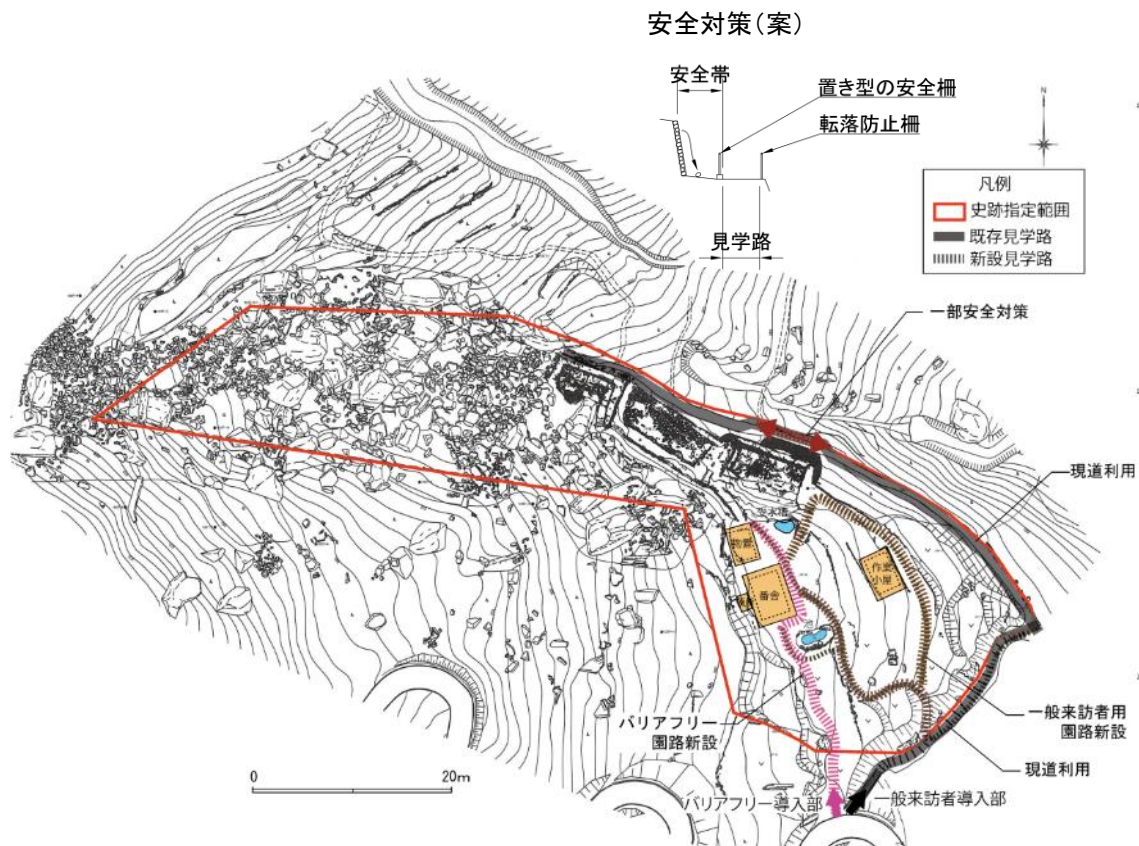 安全対策(案)
安全帯
置き型の安全柵
転落防止柵
見学路
N
凡例
史跡指定範囲
既存見学路
新設見学路
一部安全対策
現道利用
番舎
作業
小屋
バリアフリー
園路新設
一般来訪者用
園路新設
現道利用
バリアフリー導入部
一般来訪者導入部
0
20m